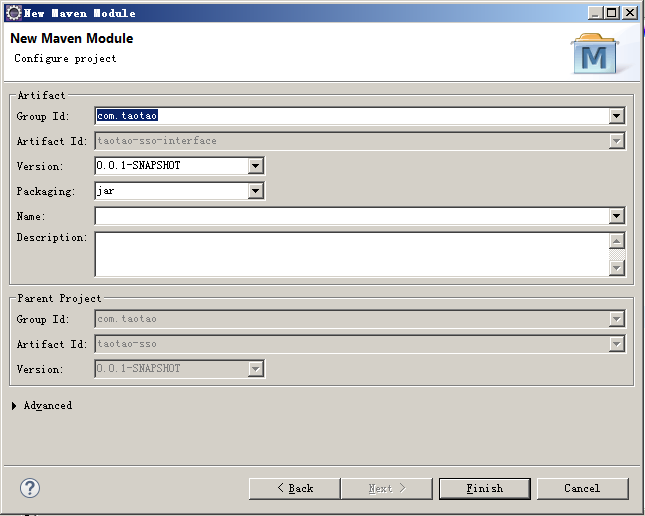 New Maven Module
New Maven Module
Configure project
M
Artifact
Group Id: com.taotao
Artifact Id: taotao-sso-interface
Version: 0.0.1-SNAPSHOT
Packaging: jar
Name:
Description:
Parent Project
Group Id: com.taotao
Artifact Id: taotao-sso
Version: 0.0.1-SNAPSHOT
Advanced
? < Back Next > Finish Cancel